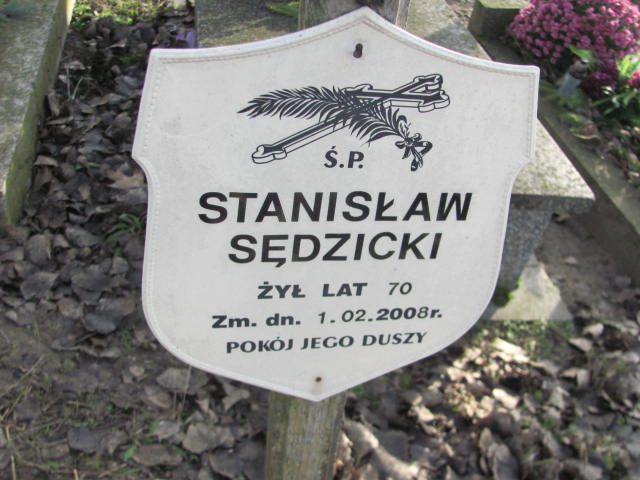 Ś.P.
STANISŁAW
SĘDZICKI
ŻYŁ LAT 70
Zm. dn. 1.02.2008r.
POKÓJ JEGO DUSZY